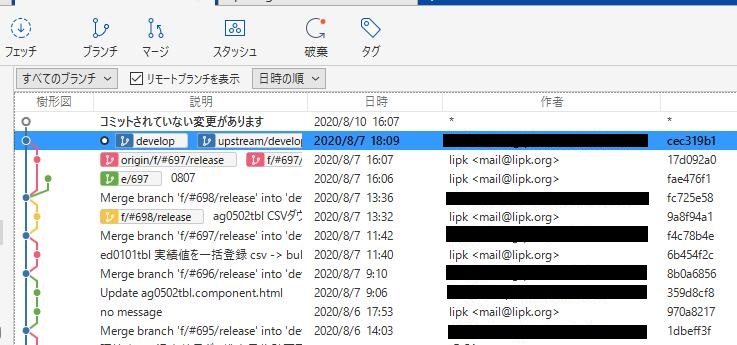 フェッチ ブランチ マージ スタッシュ 破棄 タグ
すべてのブランチ リモートブランチを表示 日時の順
樹形図 説明 日時 作者
コミットされていない変更があります 2020/8/10 16:07 * *
develop upstream/develop 2020/8/7 18:09 cec319b1
origin/f/#697/release f/#697/ 2020/8/7 16:07 lipk <mail@lipk.org> 17d092a0
e/697 0807 2020/8/7 16:06 lipk <mail@lipk.org> fae476f1
Merge branch 'f/#698/release' into 'de 2020/8/7 13:36 fc725e58
f/#698/release ag0502tbl CSVダウ 2020/8/7 13:32 lipk <mail@lipk.org> 9a8f94a1
Merge branch 'f/#697/release' into 'de 2020/8/7 11:42 f4c78b4e
ed0101tbl 実績値を一括登録 csv -> bul 2020/8/7 11:40 lipk <mail@lipk.org> 6b454f2c
Merge branch 'f/#696/release' into 'de 2020/8/7 9:10 8b0a6856
Update ag0502tbl.component.html 2020/8/7 9:06 359d8cf8
no message 2020/8/6 17:53 lipk <mail@lipk.org> 970a8217
Merge branch 'f/#695/release' into 'de 2020/8/6 14:03 1dbeff3f